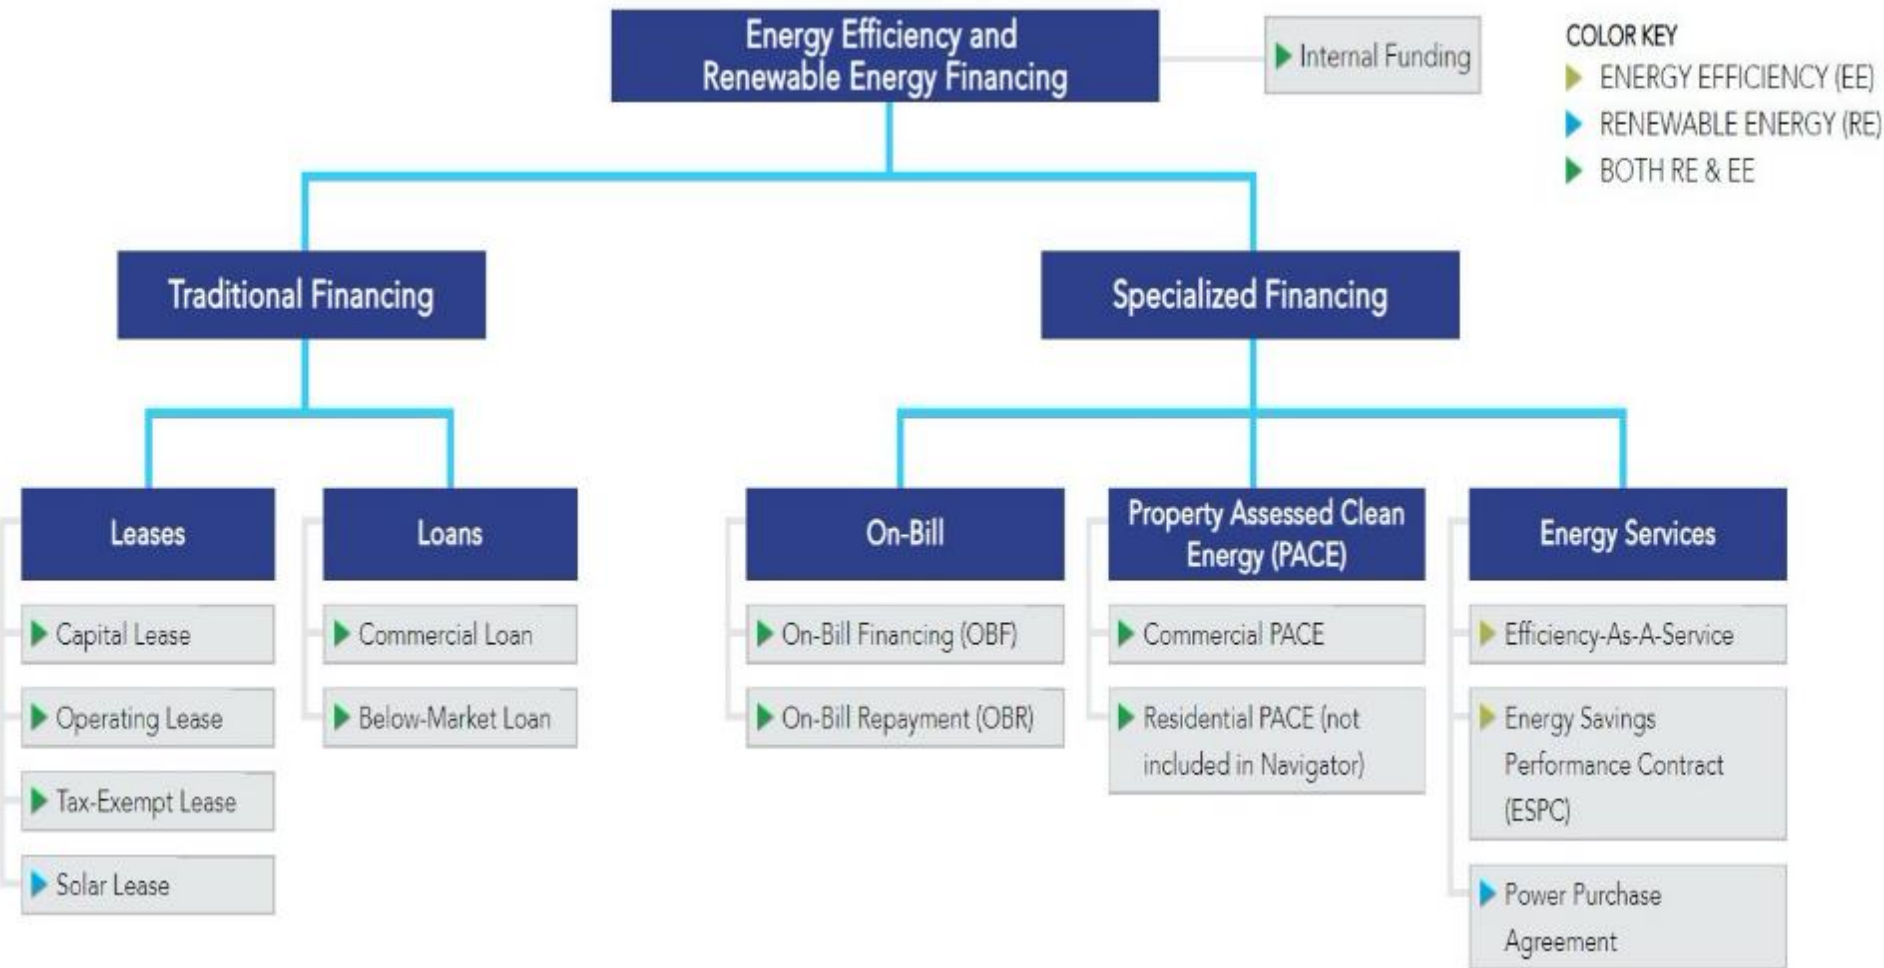 Energy Efficiency and
Renewable Energy Financing
Internal Funding
COLOR KEY
ENERGY EFFICIENCY (EE)
RENEWABLE ENERGY (RE)
BOTH RE & EE
Traditional Financing
Specialized Financing
Leases
Capital Lease
Operating Lease
Tax-Exempt Lease
Solar Lease
Loans
Commercial Loan
Below-Market Loan
On-Bill
On-Bill Financing (OBF)
On-Bill Repayment (OBR)
Property Assessed Clean
Energy (PACE)
Commercial PACE
Residential PACE (not
included in Navigator)
Energy Services
Efficiency-As-A-Service
Energy Savings
Performance Contract
(ESPC)
Power Purchase
Agreement